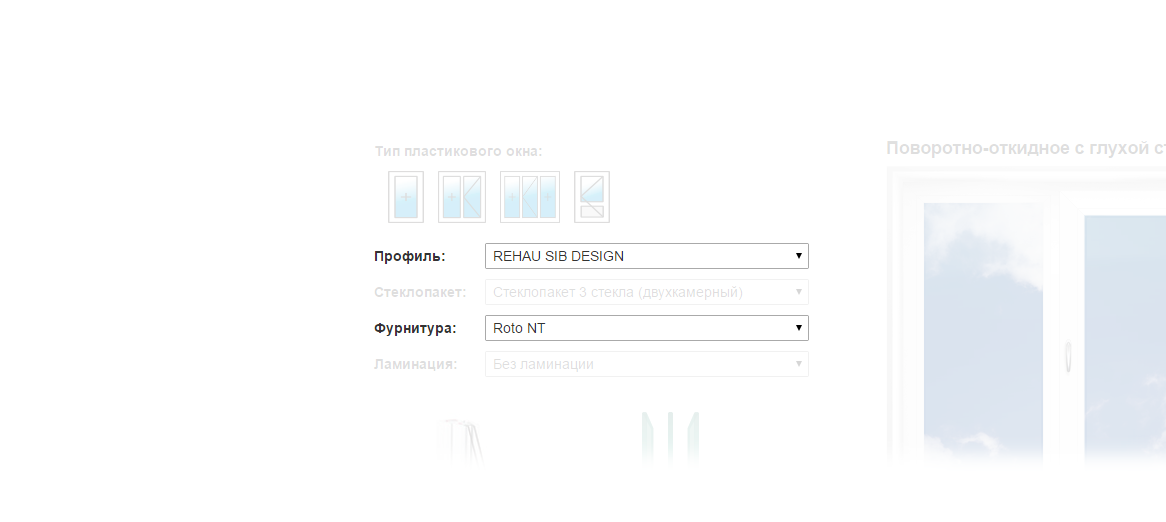 Тип пластикового окна:
Поворотно-откидное с глухой
Профиль: REHAU SIB DESIGN
Стеклопакет: Стеклопакет 3 стекла (двухкамерный)
Фурнитура: Roto NT
Ламинация: Без ламинации